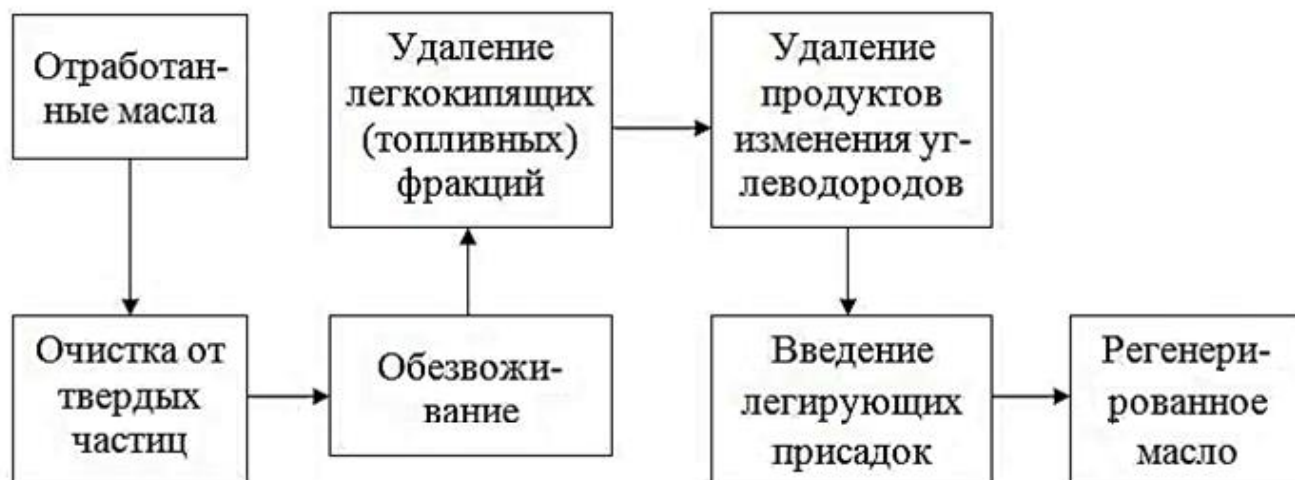 Отработан-
ные масла
Очистка от
твердых
частиц
Обезвожи-
вание
Удаление
легкокипящих
(топливных)
фракций
Удаление
продуктов
изменения уг-
леводородов
Введение
легирующих
присадок
Регенери-
рованное
масло